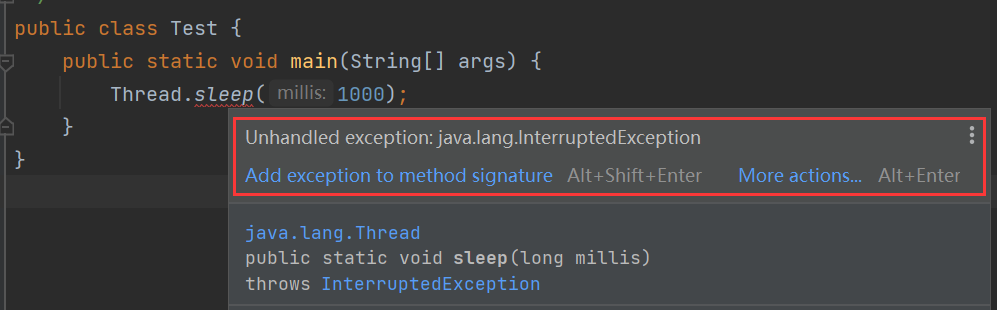 public class Test {
public static void main(String[] args) {
Thread.sleep( millis: 1000);
}
}
Unhandled exception: java.lang.InterruptedException
Add exception to method signature Alt+Shift+Enter More actions... Alt+Enter
java.lang.Thread
public static void sleep(long millis)
throws InterruptedException